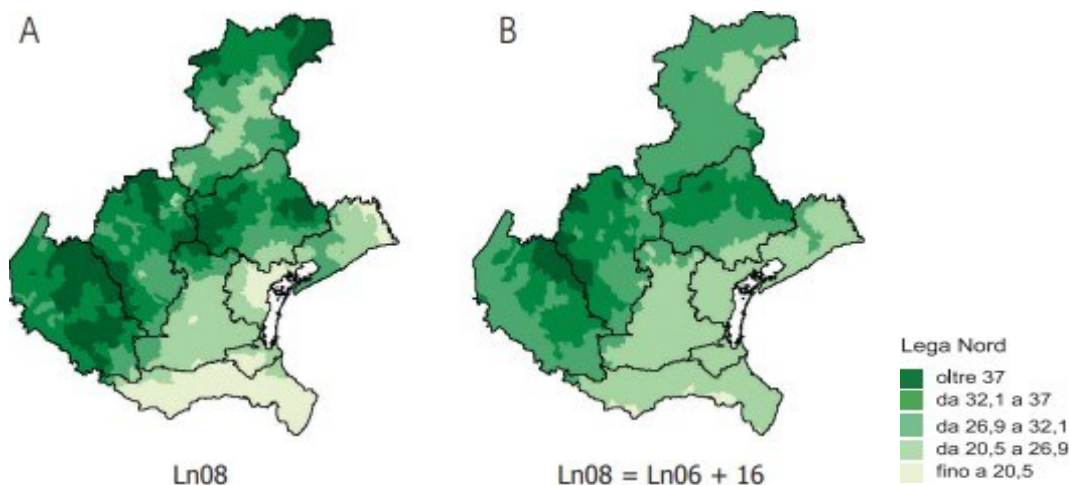 A
B
Lega Nord
oltre 37
da 32,1 a 37
da 26,9 a 32,1
da 20,5 a 26,9
fino a 20,5
Ln08
Ln08 = Ln06 + 16